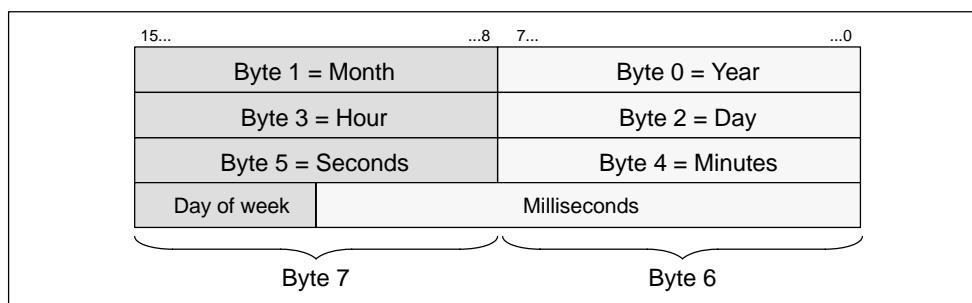 15... ...8 7... ...0
Byte 1 = Month Byte 0 = Year
Byte 3 = Hour Byte 2 = Day
Byte 5 = Seconds Byte 4 = Minutes
Day of week Milliseconds
Byte 7 Byte 6